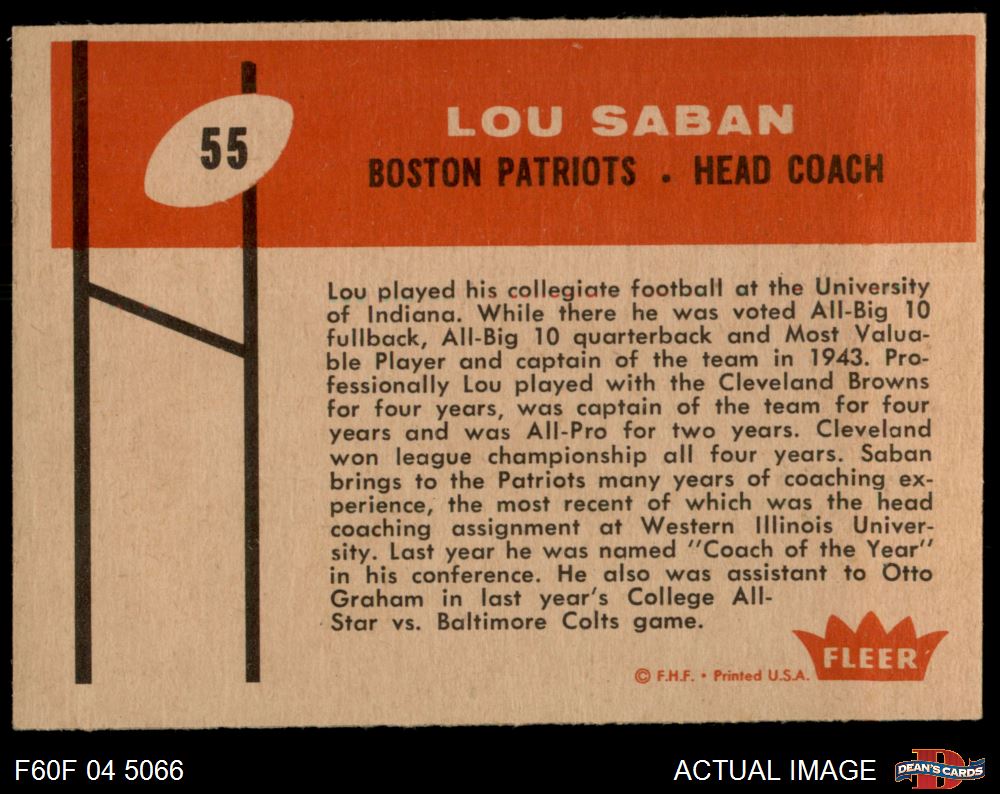 55
LOU SABAN
BOSTON PATRIOTS . HEAD COACH
Lou played his collegiate football at the University
of Indiana. While there he was voted All-Big 10
fullback, All-Big 10 quarterback and Most Valua-
ble Player and captain of the team in 1943. Pro-
fessionally Lou played with the Cleveland Browns
for four years, was captain of the team for four
years and was All-Pro for two years. Cleveland
won league championship all four years. Saban
brings to the Patriots many years of coaching ex-
perience, the most recent of which was the head
coaching assignment at Western Illinois Univer-
sity. Last year he was named "Coach of the Year"
in his conference. He also was assistant to Otto
Graham in last year's College All-
Star vs. Baltimore Colts game.
FLEER
© F.H.F. • Printed U.S.A.
F60F 04 5066
ACTUAL IMAGE
D
DEAN'S CARDS